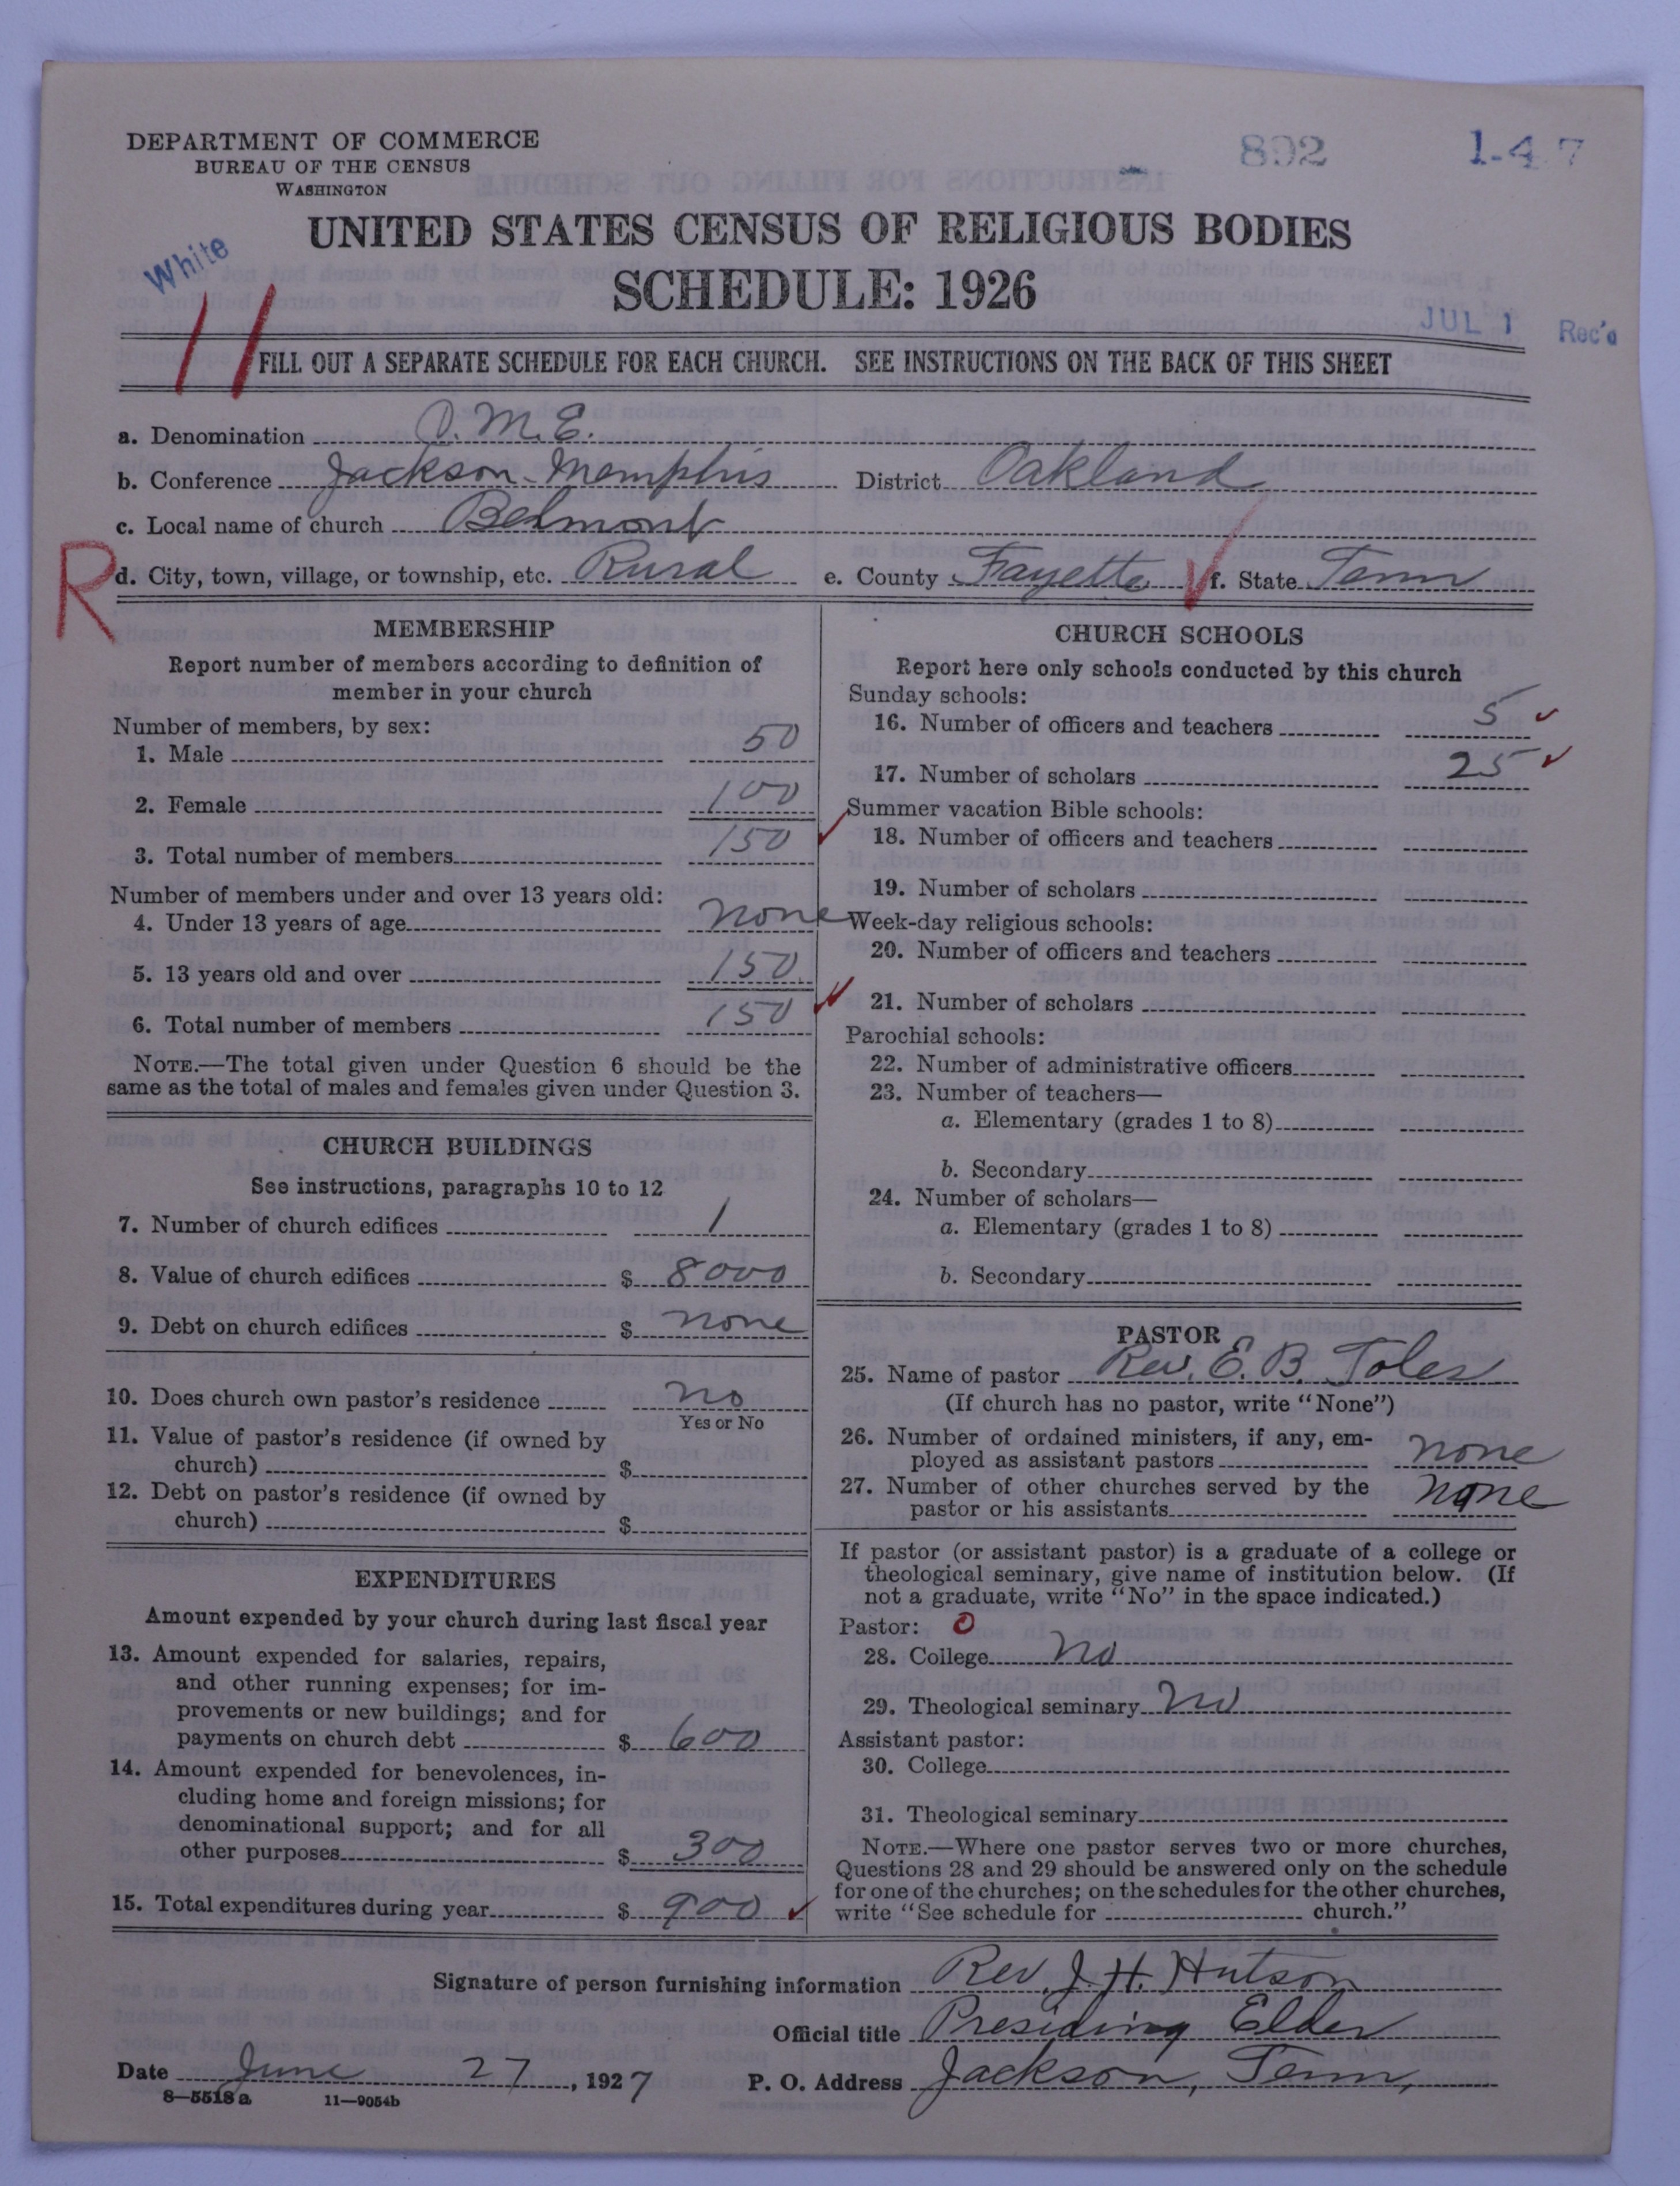 DEPARTMENT OF COMMERCE
BUREAU OF THE CENSUS
WASHINGTON
892
1-4 7
UNITED STATES CENSUS OF RELIGIOUS BODIES
White
SCHEDULE: 1926
JUL 1 Rec'd
FILL OUT A SEPARATE SCHEDULE FOR EACH CHURCH. SEE INSTRUCTIONS ON THE BACK OF THIS SHEET
a. Denomination C.M.E.
b. Conference Jackson-Memphis District Oakland
c. Local name of church Belmont
R
d. City, town, village, or township, etc. Rural e. County Fayette f. State Tenn
MEMBERSHIP
Report number of members according to definition of
member in your church
Number of members, by sex:
1. Male 50
2. Female 100
3. Total number of members 150
Number of members under and over 13 years old:
4. Under 13 years of age none
5. 13 years old and over 150
6. Total number of members 150
NOTE.—The total given under Question 6 should be the
same as the total of males and females given under Question 3.
CHURCH BUILDINGS
See instructions, paragraphs 10 to 12
7. Number of church edifices 1
8. Value of church edifices $ 8000
9. Debt on church edifices $ none
10. Does church own pastor's residence no
Yes or No
11. Value of pastor's residence (if owned by
church) $
12. Debt on pastor's residence (if owned by
church) $
EXPENDITURES
Amount expended by your church during last fiscal year
13. Amount expended for salaries, repairs,
and other running expenses; for im-
provements or new buildings; and for
payments on church debt $ 600
14. Amount expended for benevolences, in-
cluding home and foreign missions; for
denominational support; and for all
other purposes $ 300
15. Total expenditures during year $ 900
CHURCH SCHOOLS
Report here only schools conducted by this church
Sunday schools:
16. Number of officers and teachers 5
17. Number of scholars 25
Summer vacation Bible schools:
18. Number of officers and teachers
19. Number of scholars
Week-day religious schools:
20. Number of officers and teachers
21. Number of scholars
Parochial schools:
22. Number of administrative officers
23. Number of teachers—
a. Elementary (grades 1 to 8)
b. Secondary
24. Number of scholars—
a. Elementary (grades 1 to 8)
b. Secondary
PASTOR
25. Name of pastor Rev. E. B. Toles
(If church has no pastor, write "None")
26. Number of ordained ministers, if any, em-
ployed as assistant pastors none
27. Number of other churches served by the
pastor or his assistants none
If pastor (or assistant pastor) is a graduate of a college or
theological seminary, give name of institution below. (If
not a graduate, write "No" in the space indicated.)
Pastor: 0
28. College no
29. Theological seminary no
Assistant pastor:
30. College
31. Theological seminary
NOTE.—Where one pastor serves two or more churches,
Questions 28 and 29 should be answered only on the schedule
for one of the churches; on the schedules for the other churches,
write "See schedule for church."
Signature of person furnishing information Rev. J. H. Hutson
Official title Presiding Elder
Date June 27, 1927 P. O. Address Jackson, Tenn,
8—5518a 11—9054b